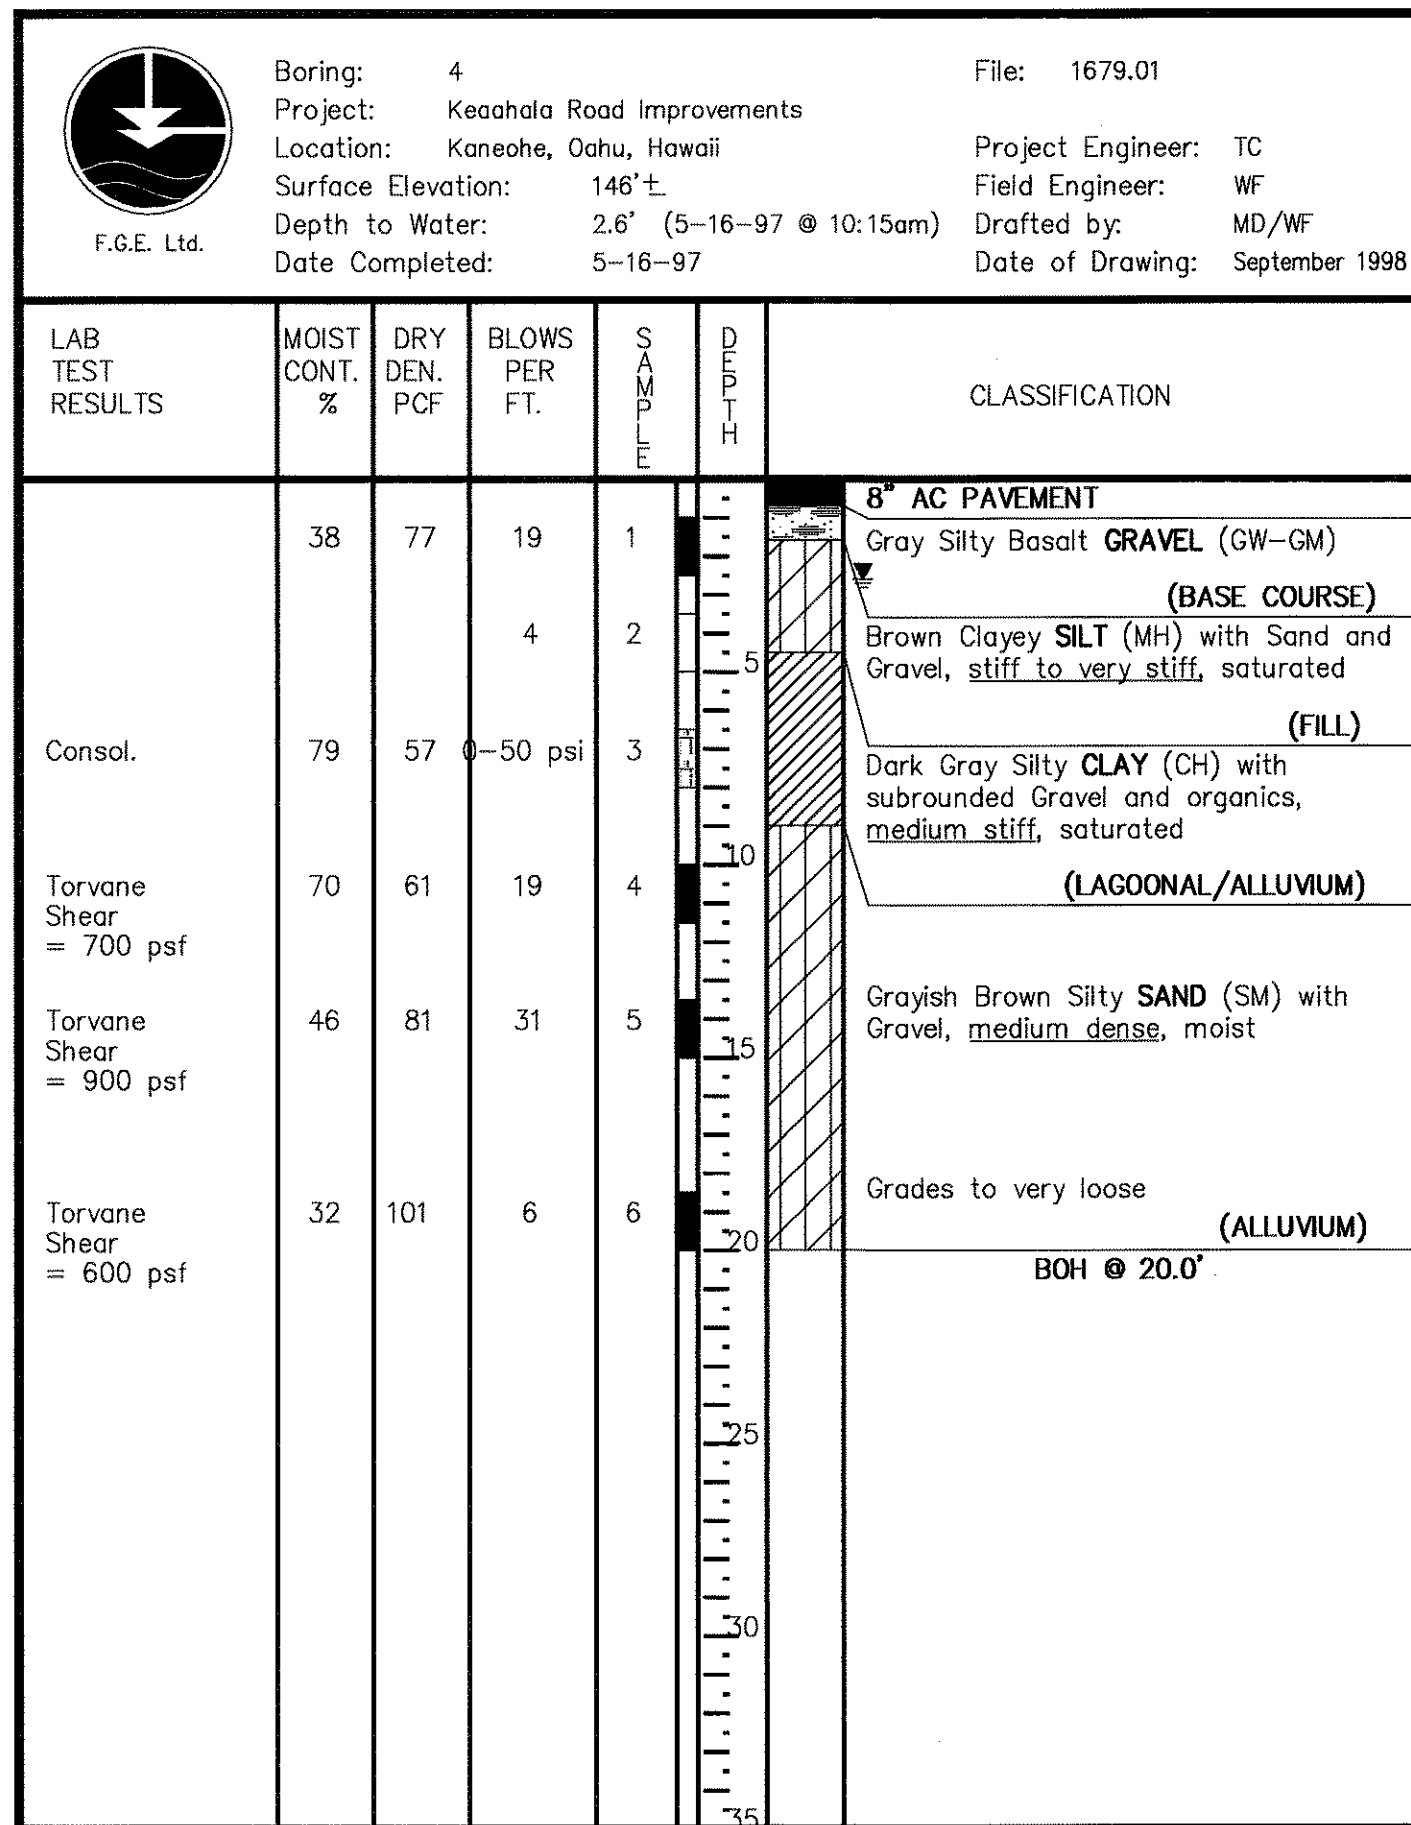 F.G.E. Ltd.
Boring: 4
Project: Keaahala Road Improvements
Location: Kaneohe, Oahu, Hawaii
Surface Elevation: 146'±
Depth to Water: 2.6' (5-16-97 @ 10:15am)
Date Completed: 5-16-97
File: 1679.01
Project Engineer: TC
Field Engineer: WF
Drafted by: MD/WF
Date of Drawing: September 1998
LAB
TEST
RESULTS
MOIST
CONT.
%
DRY
DEN.
PCF
BLOWS
PER
FT.
SAMPLE
DEPTH
CLASSIFICATION
8" AC PAVEMENT
38 77 19 1
Gray Silty Basalt GRAVEL (GW-GM)
(BASE COURSE)
4 2
Brown Clayey SILT (MH) with Sand and
5
Gravel, stiff to very stiff, saturated
(FILL)
Consol. 79 57 0-50 psi 3
Dark Gray Silty CLAY (CH) with
subrounded Gravel and organics,
medium stiff, saturated
10
(LAGOONAL/ALLUVIUM)
Torvane 70 61 19 4
Shear
= 700 psf
Grayish Brown Silty SAND (SM) with
Gravel, medium dense, moist
Torvane 46 81 31 5
Shear
= 900 psf
15
Grades to very loose
(ALLUVIUM)
Torvane 32 101 6 6
Shear
= 600 psf
20
BOH @ 20.0'
25
30
35